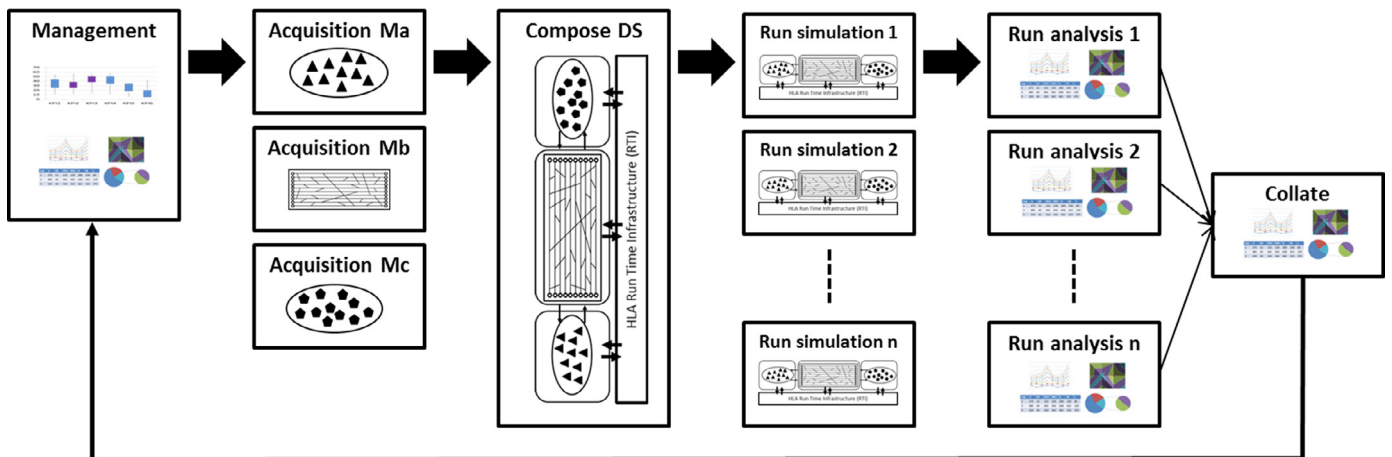 Management
Acquisition Ma
Acquisition Mb
Acquisition Mc
Compose DS
HLA Run Time Infrastructure (RTI)
Run simulation 1
HLA Run Time Infrastructure (RTI)
Run simulation 2
HLA Run Time Infrastructure (RTI)
Run simulation n
HLA Run Time Infrastructure (RTI)
Run analysis 1
Run analysis 2
Run analysis n
Collate